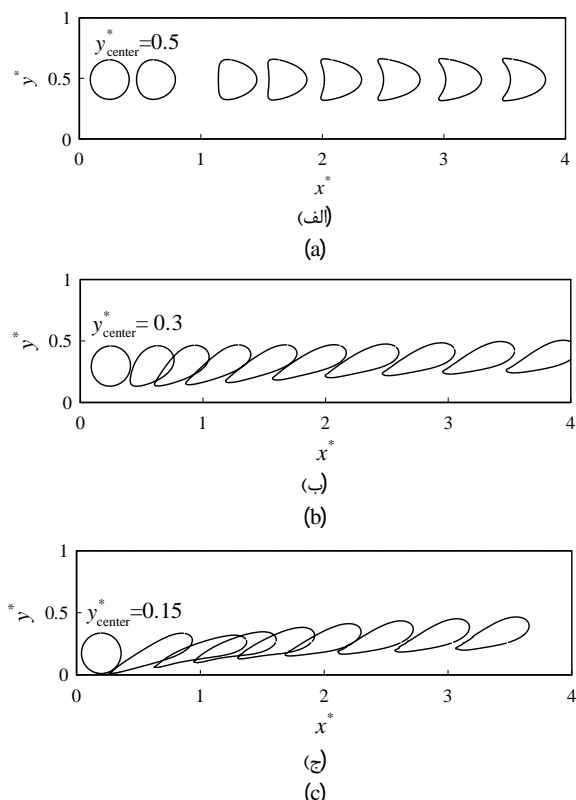 1
y*center=0.5
y* 0.5
0
0 1 2 3 4
x*
(الف)
(a)
1
y*center= 0.3
y* 0.5
0
0 1 2 3 4
x*
(ب)
(b)
1
y*center=0.15
y* 0.5
0
0 1 2 3 4
x*
(ج)
(c)